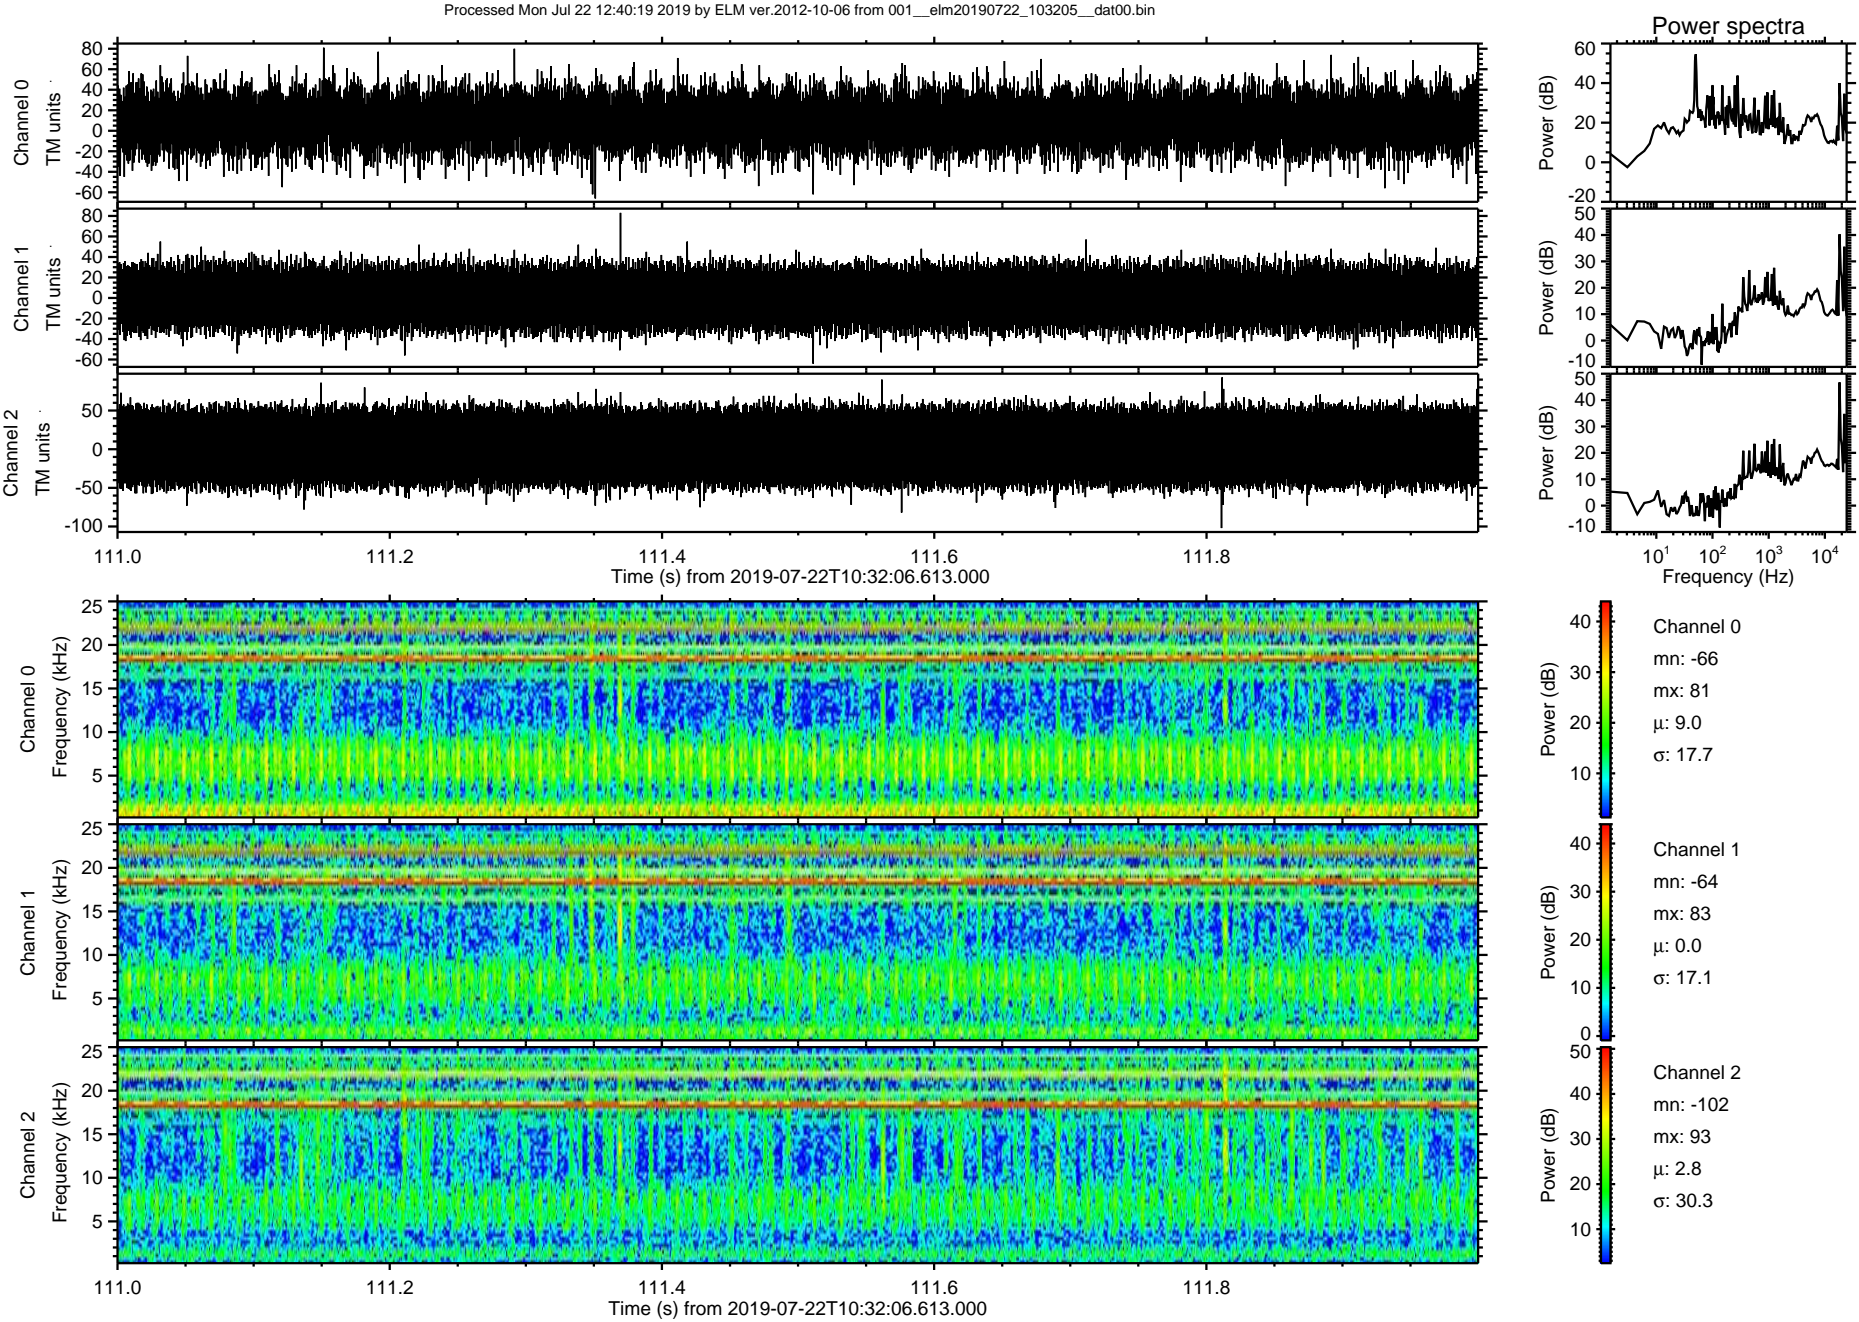 Processed Mon Jul 22 12:40:19 2019 by ELM ver.2012-10-06 from 001__elm20190722_103205__dat00.bin
Power spectra
Channel 0
TM units
80
60
40
20
0
-20
-40
-60
Power (dB)
60
40
20
0
-20
Channel 1
TM units
80
60
40
20
0
-20
-40
-60
Power (dB)
50
40
30
20
10
0
-10
Channel 2
TM units
50
0
-50
-100
Power (dB)
50
40
30
20
10
0
-10
111.0 111.2 111.4 111.6 111.8
Time (s) from 2019-07-22T10:32:06.613.000
10¹ 10² 10³ 10⁴
Frequency (Hz)
Channel 0
Frequency (kHz)
25
20
15
10
5
Power (dB)
40
30
20
10
Channel 0
mn: -66
mx: 81
μ: 9.0
σ: 17.7
Channel 1
Frequency (kHz)
25
20
15
10
5
Power (dB)
40
30
20
10
0
Channel 1
mn: -64
mx: 83
μ: 0.0
σ: 17.1
Channel 2
Frequency (kHz)
25
20
15
10
5
Power (dB)
50
40
30
20
10
Channel 2
mn: -102
mx: 93
μ: 2.8
σ: 30.3
111.0 111.2 111.4 111.6 111.8
Time (s) from 2019-07-22T10:32:06.613.000